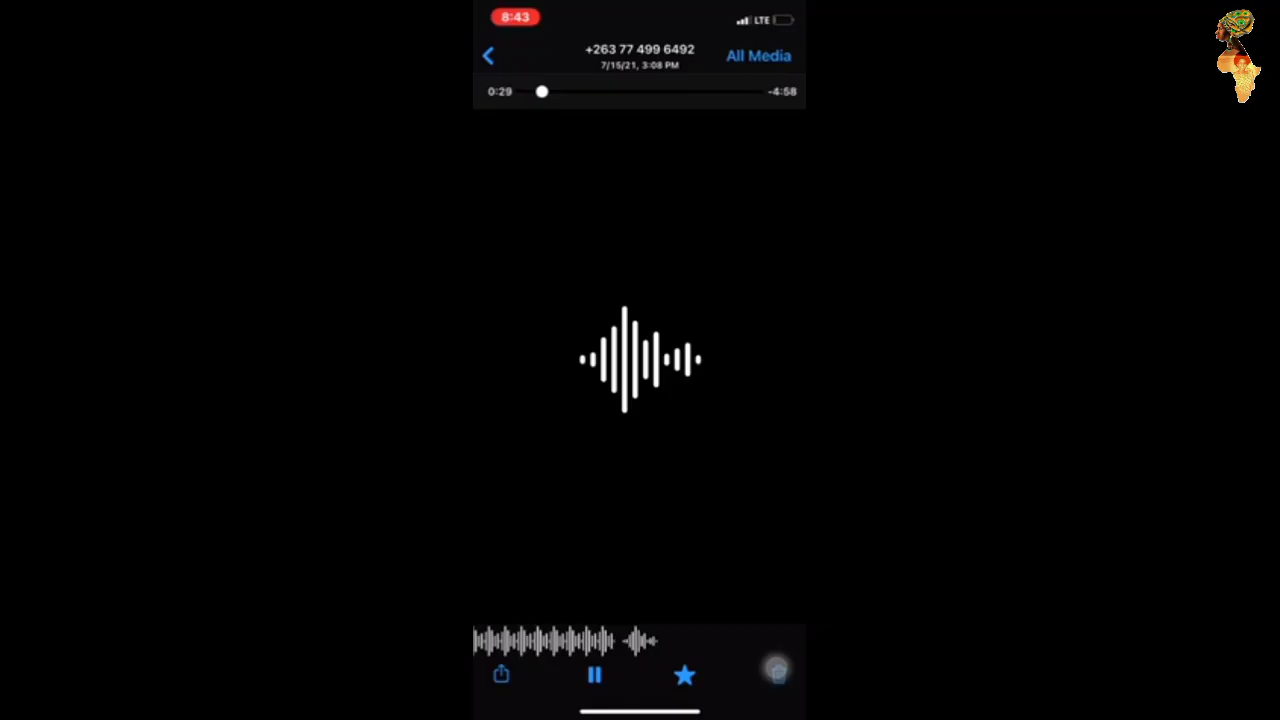 8:43
LTE
+263 77 499 6492
7/15/21, 3:08 PM
All Media
0:29
-4:58